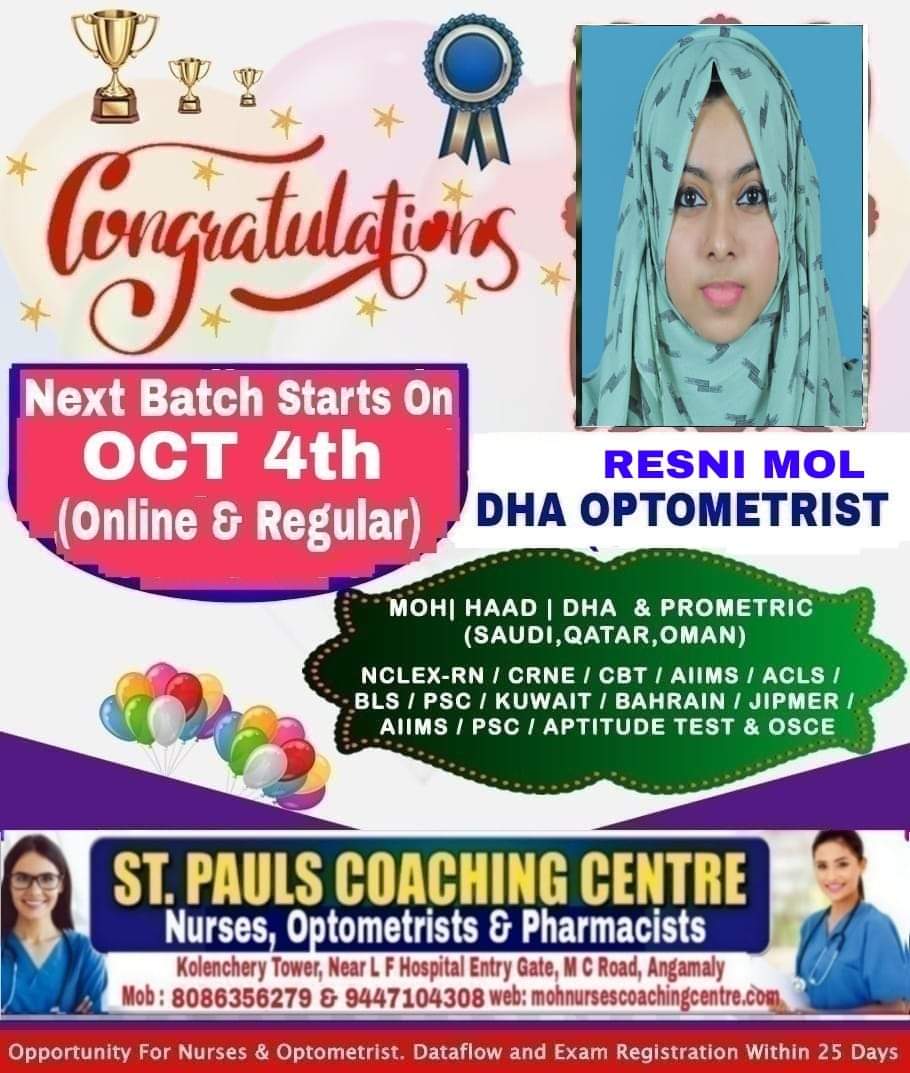 Congratulations
Next Batch Starts On
OCT 4th
(Online & Regular)
RESNI MOL
DHA OPTOMETRIST
MOH| HAAD | DHA & PROMETRIC
(SAUDI,QATAR,OMAN)
NCLEX-RN / CRNE / CBT / AIIMS / ACLS /
BLS / PSC / KUWAIT / BAHRAIN / JIPMER /
AIIMS / PSC / APTITUDE TEST & OSCE
ST. PAULS COACHING CENTRE
Nurses, Optometrists & Pharmacists
Kolenchery Tower, Near L F Hospital Entry Gate, M C Road, Angamaly
Mob : 8086356279 & 9447104308 web: mohnursescoachingcentre.com
Opportunity For Nurses & Optometrist. Dataflow and Exam Registration Within 25 Days